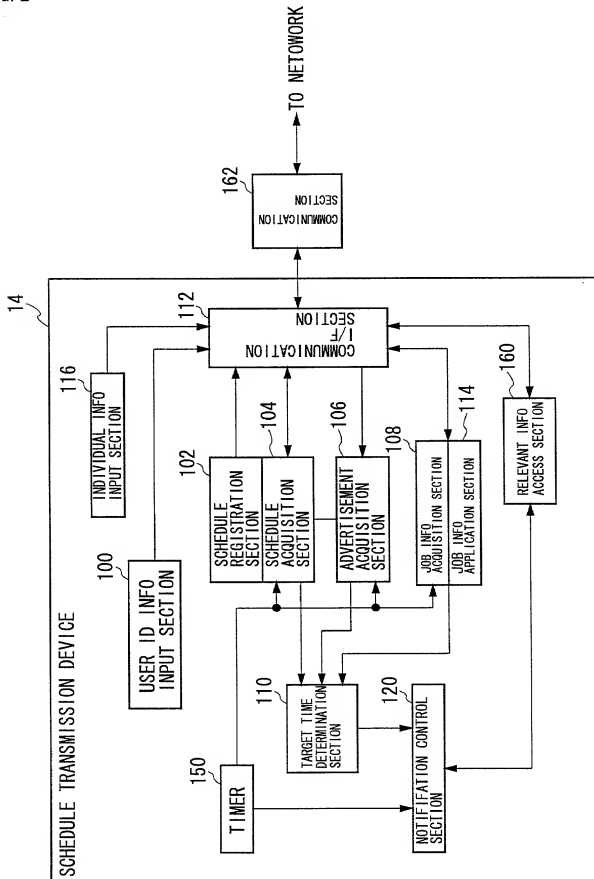 SCHEDULE TRANSMISSION DEVICE
14
116
INDIVIDUAL INFO
INPUT SECTION
100
USER ID INFO
INPUT SECTION
102
SCHEDULE
REGISTRATION
SECTION
104
SCHEDULE
ACQUISITION
SECTION
106
ADVERTISEMENT
ACQUISITION
SECTION
108
JOB INFO
ACQUISITION SECTION
114
JOB INFO
APPLICATION SECTION
160
RELEVANT INFO
ACCESS SECTION
112
COMMUNICATION
I/F
SECTION
162
COMMUNICATION
SECTION
TO NETOWORK
150
TIMER
110
TARGET TIME
DETERMINATION
SECTION
120
NOTIFIFATION CONTROL
SECTION